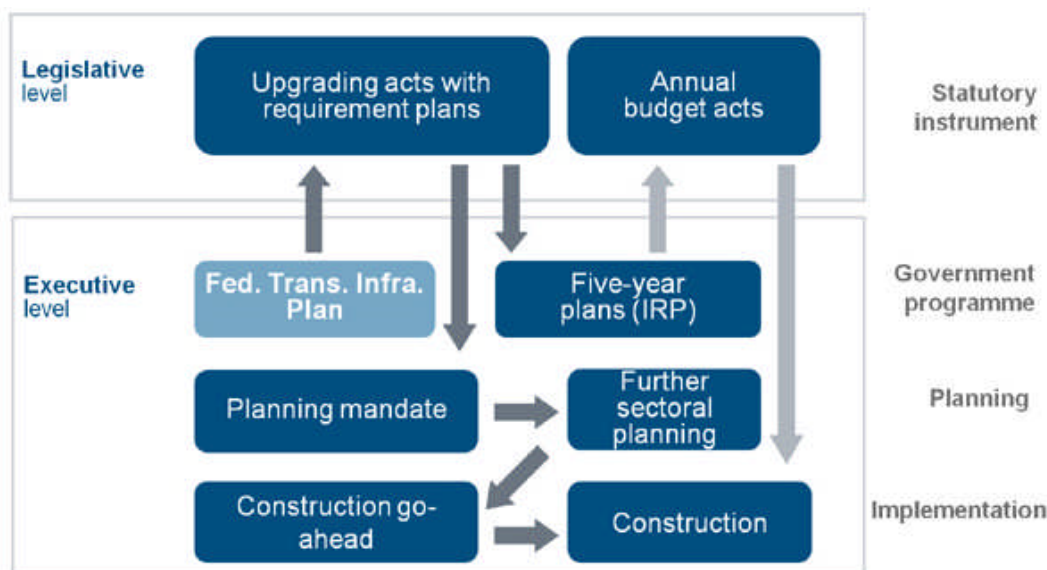 Legislative
level
Upgrading acts with
requirement plans
Annual
budget acts
Statutory
instrument
Executive
level
Fed. Trans. Infra.
Plan
Five-year
plans (IRP)
Government
programme
Planning mandate
Further
sectoral
planning
Planning
Construction go-
ahead
Construction
Implementation